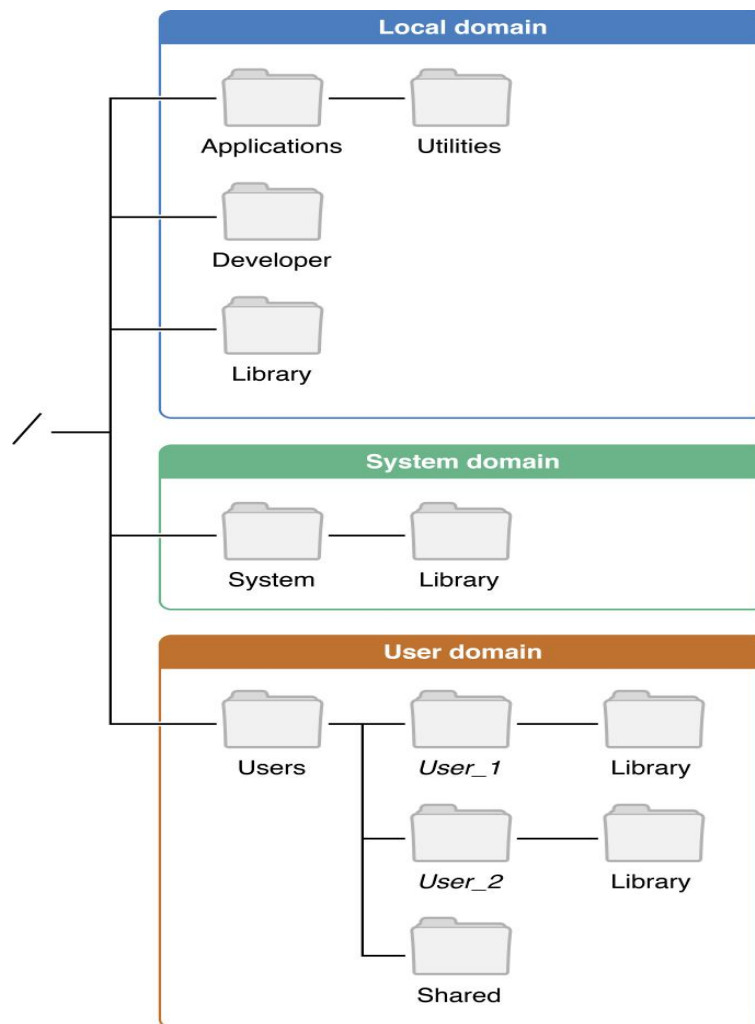 Local domain
Applications
Utilities
Developer
Library
/
System domain
System
Library
User domain
Users
User_1
Library
User_2
Library
Shared